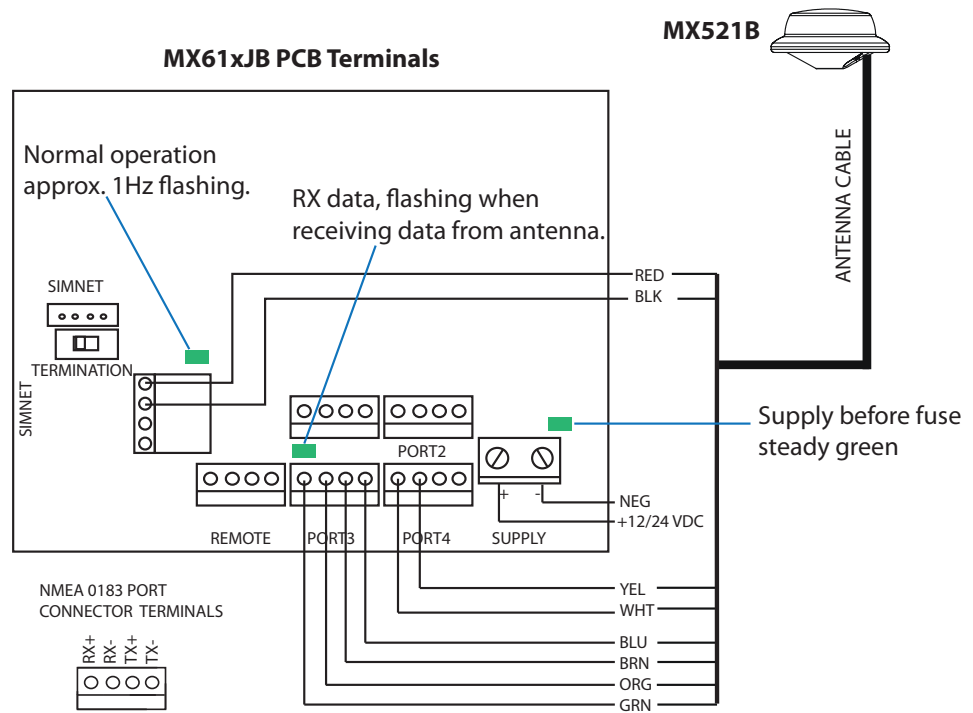 MX521B
MX61xJB PCB Terminals
ANTENNA CABLE
Normal operation
approx. 1Hz flashing.
RX data, flashing when
receiving data from antenna.
RED
BLK
SIMNET
TERMINATION
SIMNET
Supply before fuse
steady green
PORT2
+ -
NEG
+12/24 VDC
REMOTE
PORT3
PORT4
SUPPLY
YEL
WHT
BLU
BRN
ORG
GRN
NMEA 0183 PORT
CONNECTOR TERMINALS
RX+
RX-
TX+
TX-